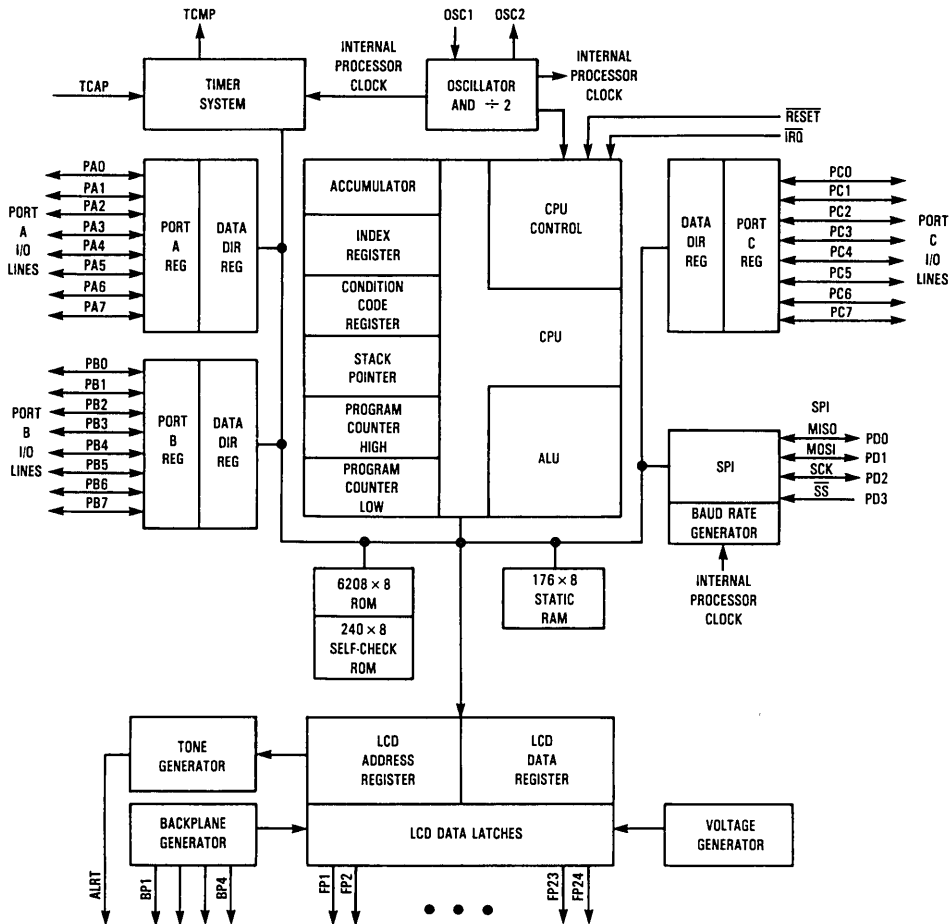 TCMP
OSC1 OSC2
INTERNAL
PROCESSOR
CLOCK
INTERNAL
PROCESSOR
CLOCK
TCAP
TIMER
SYSTEM
OSCILLATOR
AND ÷ 2
RESET
IRQ
PORT
A
I/O
LINES
PA0
PA1
PA2
PA3
PA4
PA5
PA6
PA7
PORT
A
REG
DATA
DIR
REG
ACCUMULATOR
INDEX
REGISTER
CONDITION
CODE
REGISTER
STACK
POINTER
PROGRAM
COUNTER
HIGH
PROGRAM
COUNTER
LOW
CPU
CONTROL
CPU
ALU
DATA
DIR
REG
PORT
C
REG
PC0
PC1
PC2
PC3
PC4
PC5
PC6
PC7
PORT
C
I/O
LINES
PORT
B
I/O
LINES
PB0
PB1
PB2
PB3
PB4
PB5
PB6
PB7
PORT
B
REG
DATA
DIR
REG
SPI
SPI
MISO PD0
MOSI PD1
SCK PD2
SS PD3
BAUD RATE
GENERATOR
INTERNAL
PROCESSOR
CLOCK
6208 × 8
ROM
240 × 8
SELF-CHECK
ROM
176 × 8
STATIC
RAM
TONE
GENERATOR
LCD
ADDRESS
REGISTER
LCD
DATA
REGISTER
BACKPLANE
GENERATOR
LCD DATA LATCHES
VOLTAGE
GENERATOR
ALRT
BP1
BP4
FP1
FP2
• • •
FP23
FP24